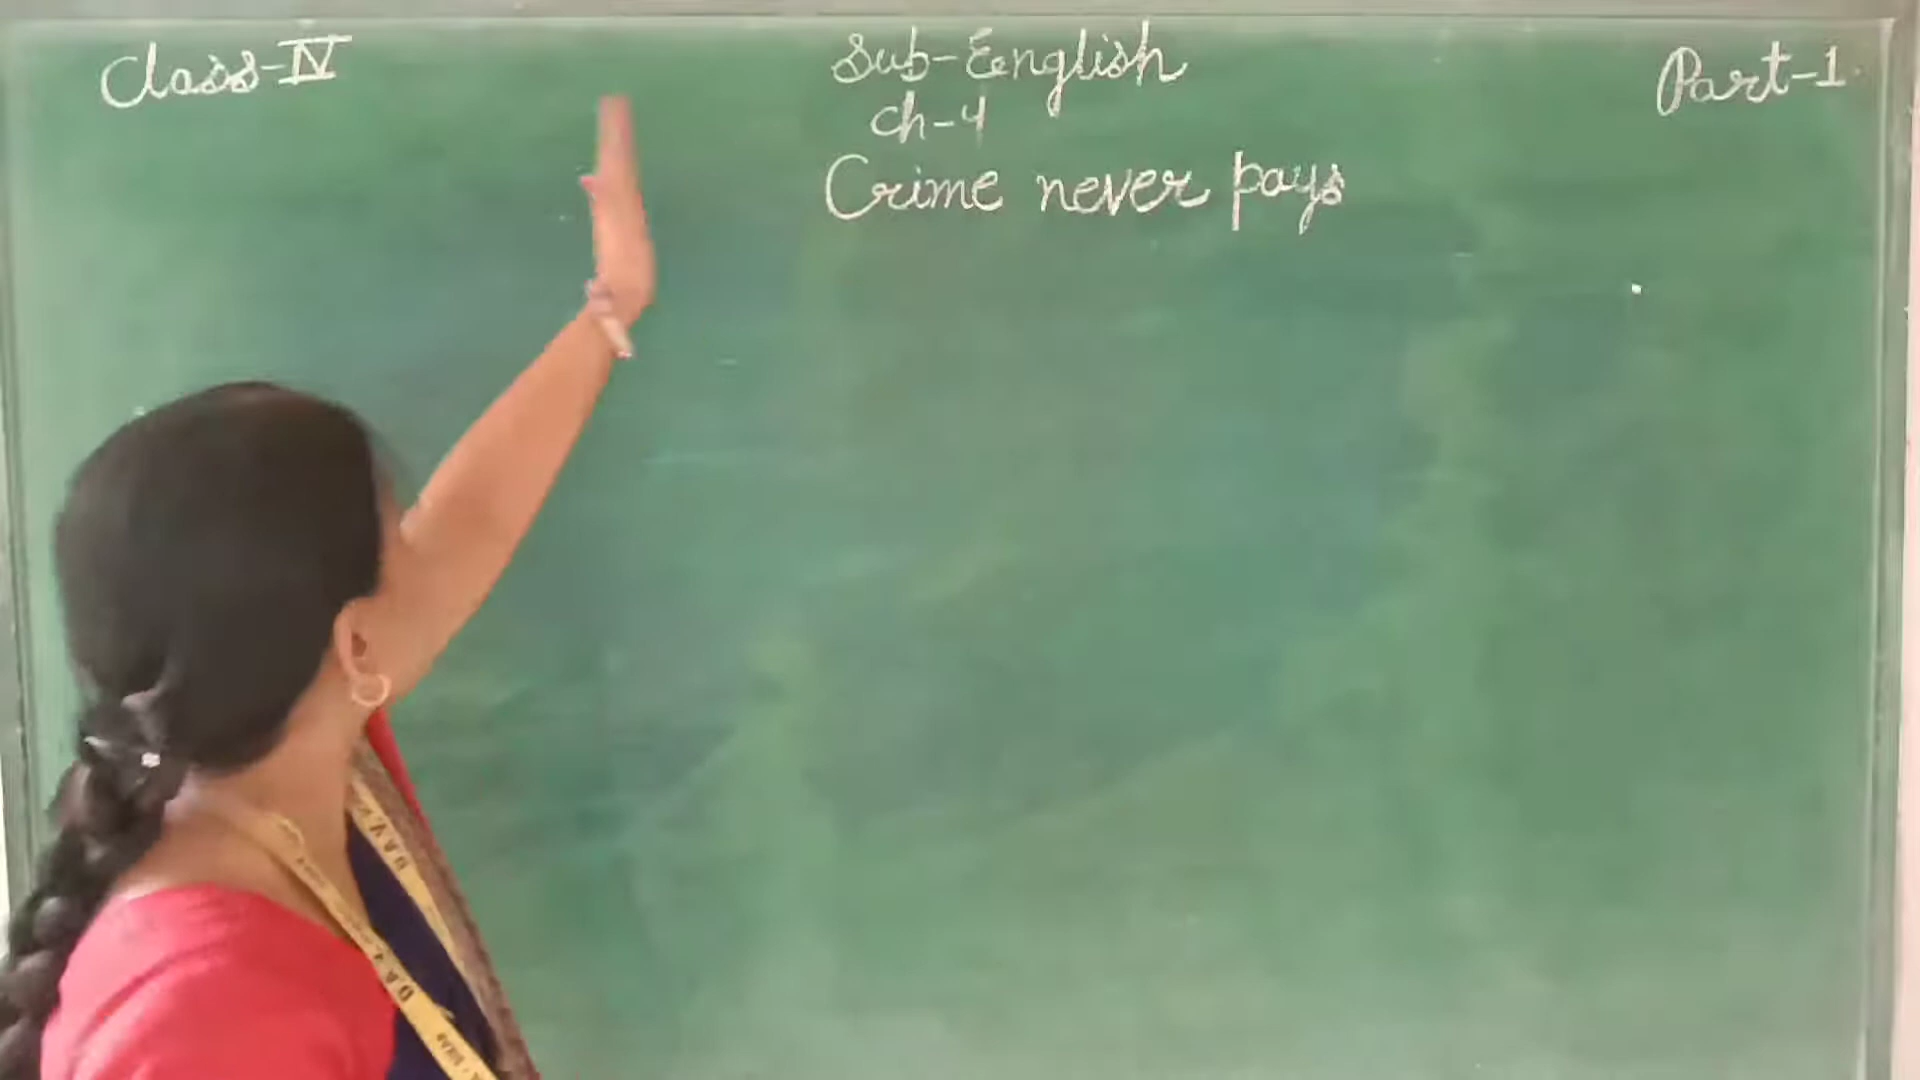 Class-IV
Sub-English
Part-1
Ch-4
Crime never pays
D.A.V.
D.A.V.